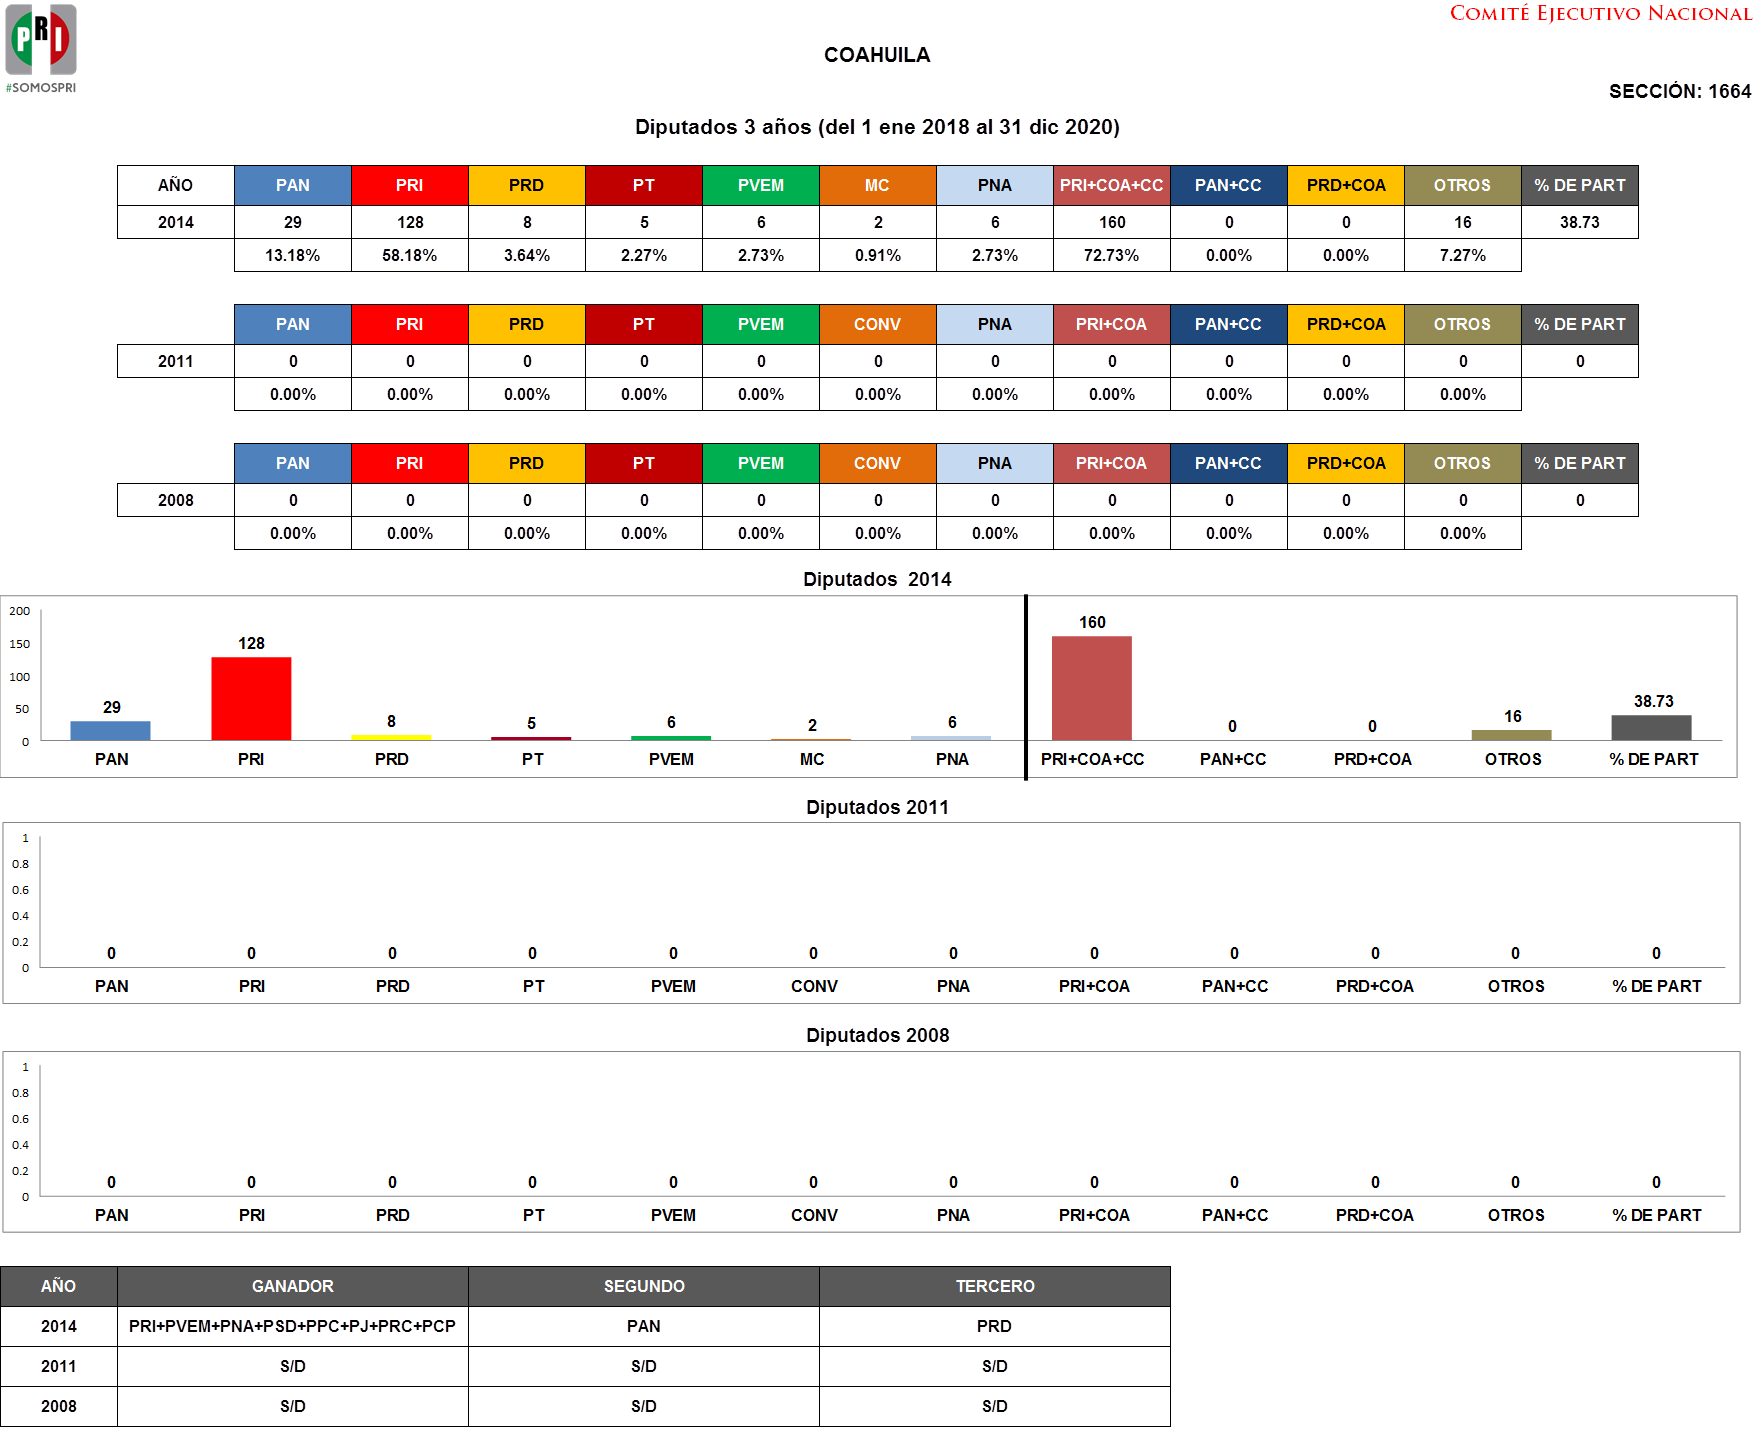 PRI
#SOMOSPRI
COMITÉ EJECUTIVO NACIONAL
COAHUILA
SECCIÓN: 1664
Diputados 3 años (del 1 ene 2018 al 31 dic 2020)
AÑO PAN PRI PRD PT PVEM MC PNA PRI+COA+CC PAN+CC PRD+COA OTROS % DE PART
2014 29 128 8 5 6 2 6 160 0 0 16 38.73
13.18% 58.18% 3.64% 2.27% 2.73% 0.91% 2.73% 72.73% 0.00% 0.00% 7.27%
PAN PRI PRD PT PVEM CONV PNA PRI+COA PAN+CC PRD+COA OTROS % DE PART
2011 0 0 0 0 0 0 0 0 0 0 0 0
0.00% 0.00% 0.00% 0.00% 0.00% 0.00% 0.00% 0.00% 0.00% 0.00% 0.00%
PAN PRI PRD PT PVEM CONV PNA PRI+COA PAN+CC PRD+COA OTROS % DE PART
2008 0 0 0 0 0 0 0 0 0 0 0 0
0.00% 0.00% 0.00% 0.00% 0.00% 0.00% 0.00% 0.00% 0.00% 0.00% 0.00%
Diputados 2014
200
150
100
50
0
29 128 8 5 6 2 6 160 0 0 16 38.73
PAN PRI PRD PT PVEM MC PNA PRI+COA+CC PAN+CC PRD+COA OTROS % DE PART
Diputados 2011
1
0.8
0.6
0.4
0.2
0
0 0 0 0 0 0 0 0 0 0 0 0
PAN PRI PRD PT PVEM CONV PNA PRI+COA PAN+CC PRD+COA OTROS % DE PART
Diputados 2008
1
0.8
0.6
0.4
0.2
0
0 0 0 0 0 0 0 0 0 0 0 0
PAN PRI PRD PT PVEM CONV PNA PRI+COA PAN+CC PRD+COA OTROS % DE PART
AÑO GANADOR SEGUNDO TERCERO
2014 PRI+PVEM+PNA+PSD+PPC+PJ+PRC+PCP PAN PRD
2011 S/D S/D S/D
2008 S/D S/D S/D